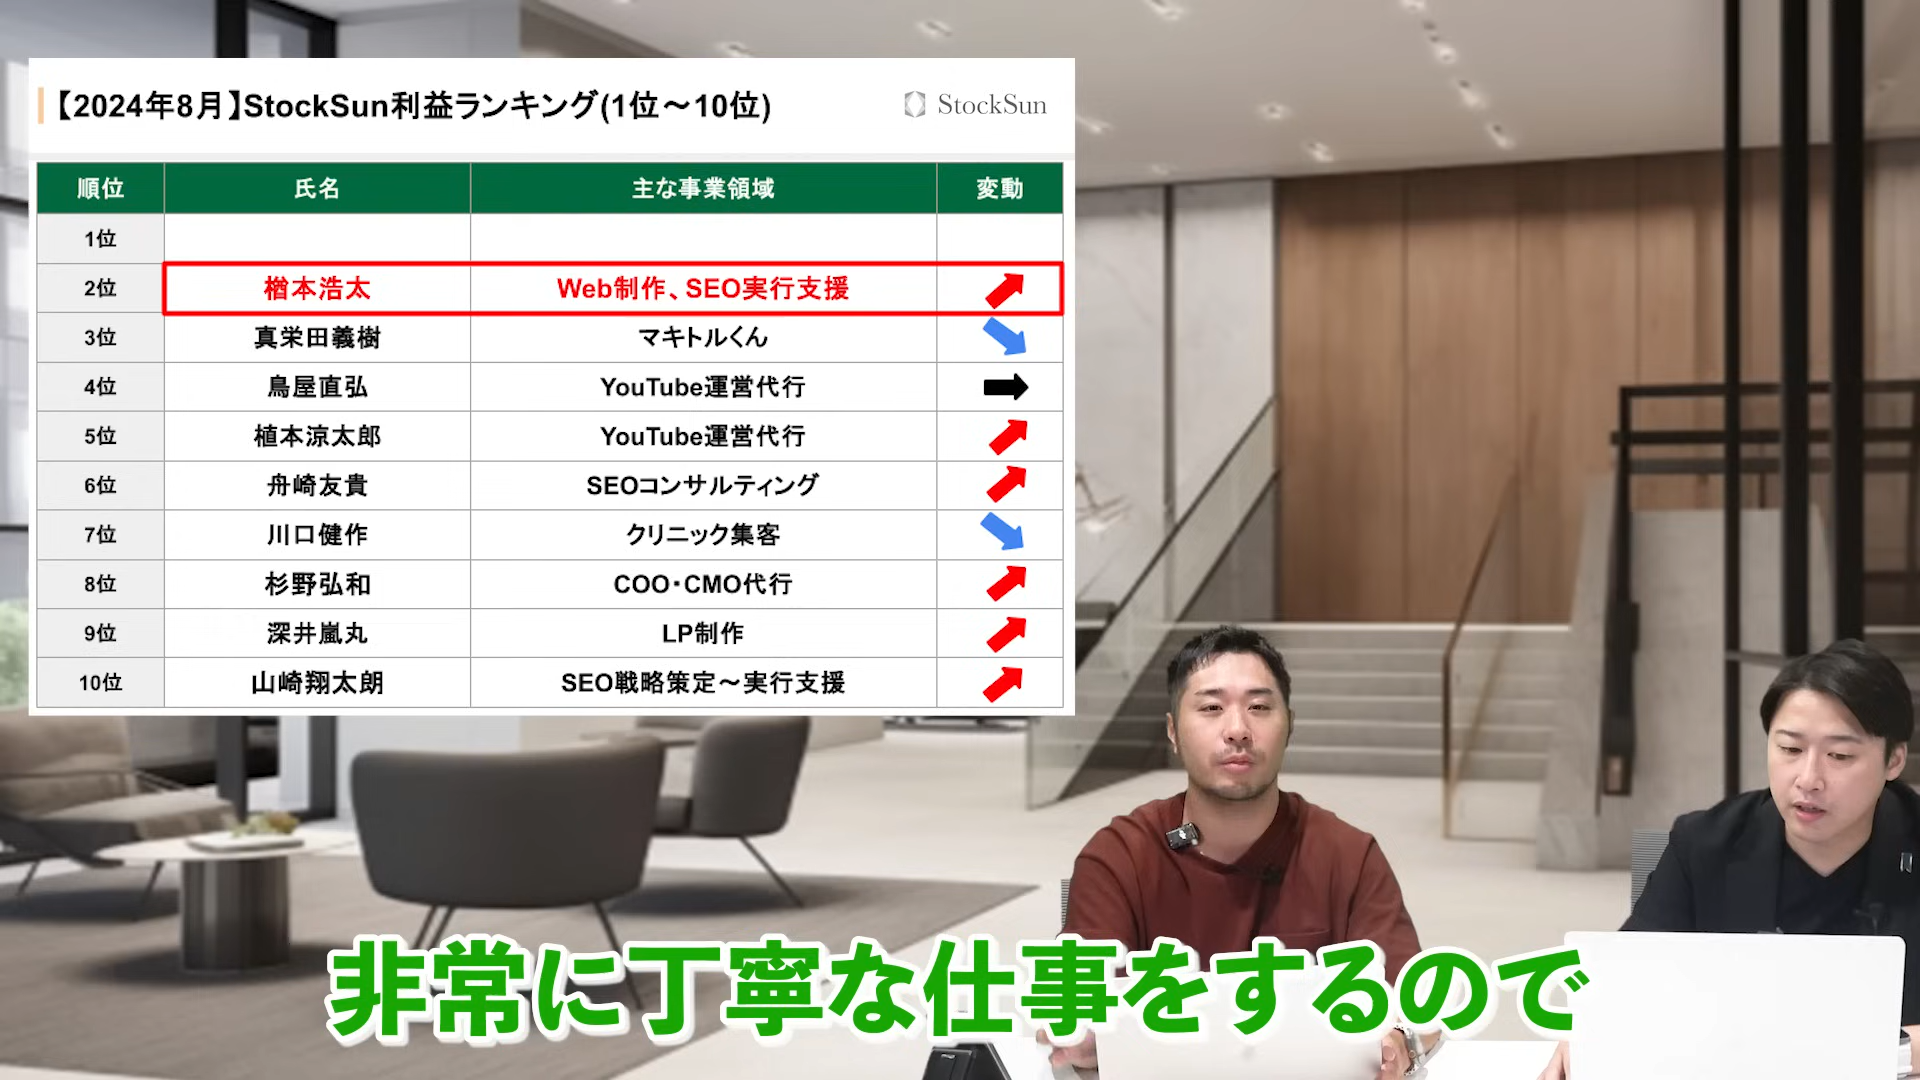 【2024年8月】StockSun利益ランキング(1位～10位)
StockSun
順位 氏名 主な事業領域 変動
1位
2位 楢本浩太 Web制作、SEO実行支援
3位 真栄田義樹 マキトルくん
4位 鳥屋直弘 YouTube運営代行
5位 植本涼太郎 YouTube運営代行
6位 舟崎友貴 SEOコンサルティング
7位 川口健作 クリニック集客
8位 杉野弘和 COO・CMO代行
9位 深井嵐丸 LP制作
10位 山崎翔太朗 SEO戦略策定～実行支援
非常に丁寧な仕事をするので